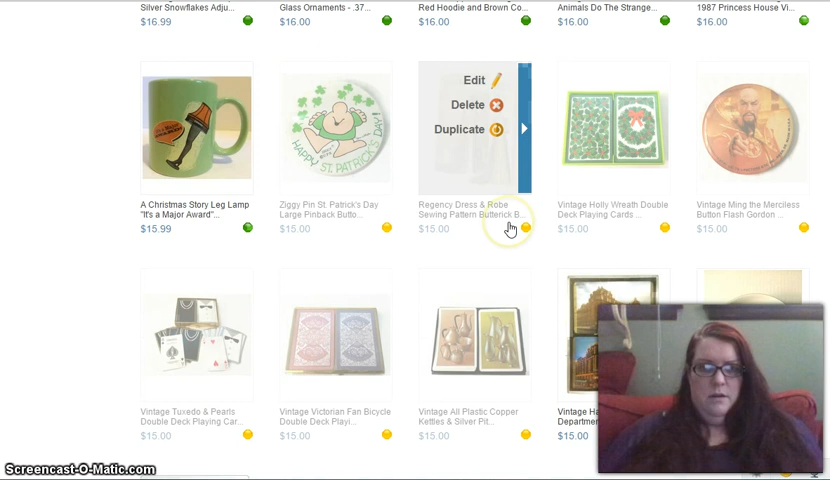 Silver Snowflakes Adju...
Glass Ornaments - .37...
Red Hoodie and Brown Co...
Animals Do The Strange...
1987 Princess House Vi...
$16.99
$16.00
$16.00
$16.00
$16.00
Edit
Delete
Duplicate
HAPPY ST. PATRICK'S DAY!
A Christmas Story Leg Lamp
"It's a Major Award"...
$15.99
Ziggy Pin St. Patrick's Day
Large Pinback Butto...
$15.00
Regency Dress & Robe
Sewing Pattern Butterick B...
$15.00
Vintage Holly Wreath Double
Deck Playing Cards ...
$15.00
Vintage Ming the Merciless
Button Flash Gordon ...
$15.00
Vintage Tuxedo & Pearls
Double Deck Playing Car...
$15.00
Vintage Victorian Fan Bicycle
Double Deck Playi...
$15.00
Vintage All Plastic Copper
Kettles & Silver Pit...
$15.00
Vintage Ha
Departmen
$15.00
Screencast-O-Matic.com